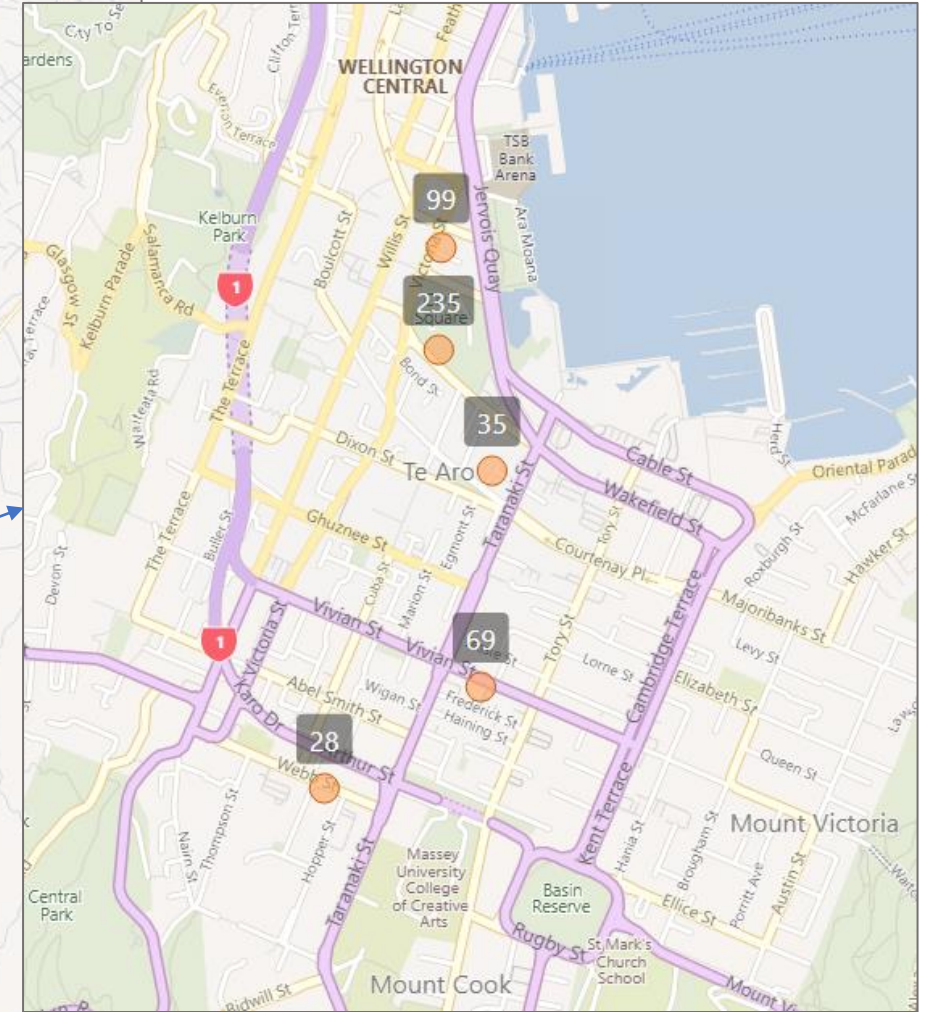 City To Se
ardens
Clifton Terr
La
Feath
WELLINGTON
CENTRAL
Everton Terrace
TSB
Bank
Arena
99
Kelburn
Park
Boulcott St
Willis St
Jervois Quay
Ara Moana
Salamanca Rd
Glasgow St
Kelburn Parade
Terrace
1
235
Square
Bond St
The Terrace
Waiteata Rd
35
Dixon St
Te Aro
Taranaki St
Cable St
Wakefield St
Herd St
Oriental Parad
McFarlane S
Hawker St
Roxburgh St
The Terrace
Buller St
Ghuznee St
Egmont St
Tory St
Courtenay Pl
Devon St
Cuba St
Marion St
Majoribanks St
Levy St
1
Victoria St
Vivian St
Vivian St
69
Tory St
Lorne St
Cambridge Terrace
Elizabeth St
Karo Dr
Abel Smith St
Wigan St
Frederick St
Haining St
28
Arthur St
Webb St
Queen St
Nairn St
Thompson St
Hopper St
Taranaki St
Kent Terrace
Hania St
Brougham St
Porritt Ave
Austin St
Mount Victoria
Massey
University
College
of Creative
Arts
Basin
Reserve
Ellice St
Central
Park
Rugby St
St Mark's
Church
School
Mount Cook
Bidwill St
Mount Vi